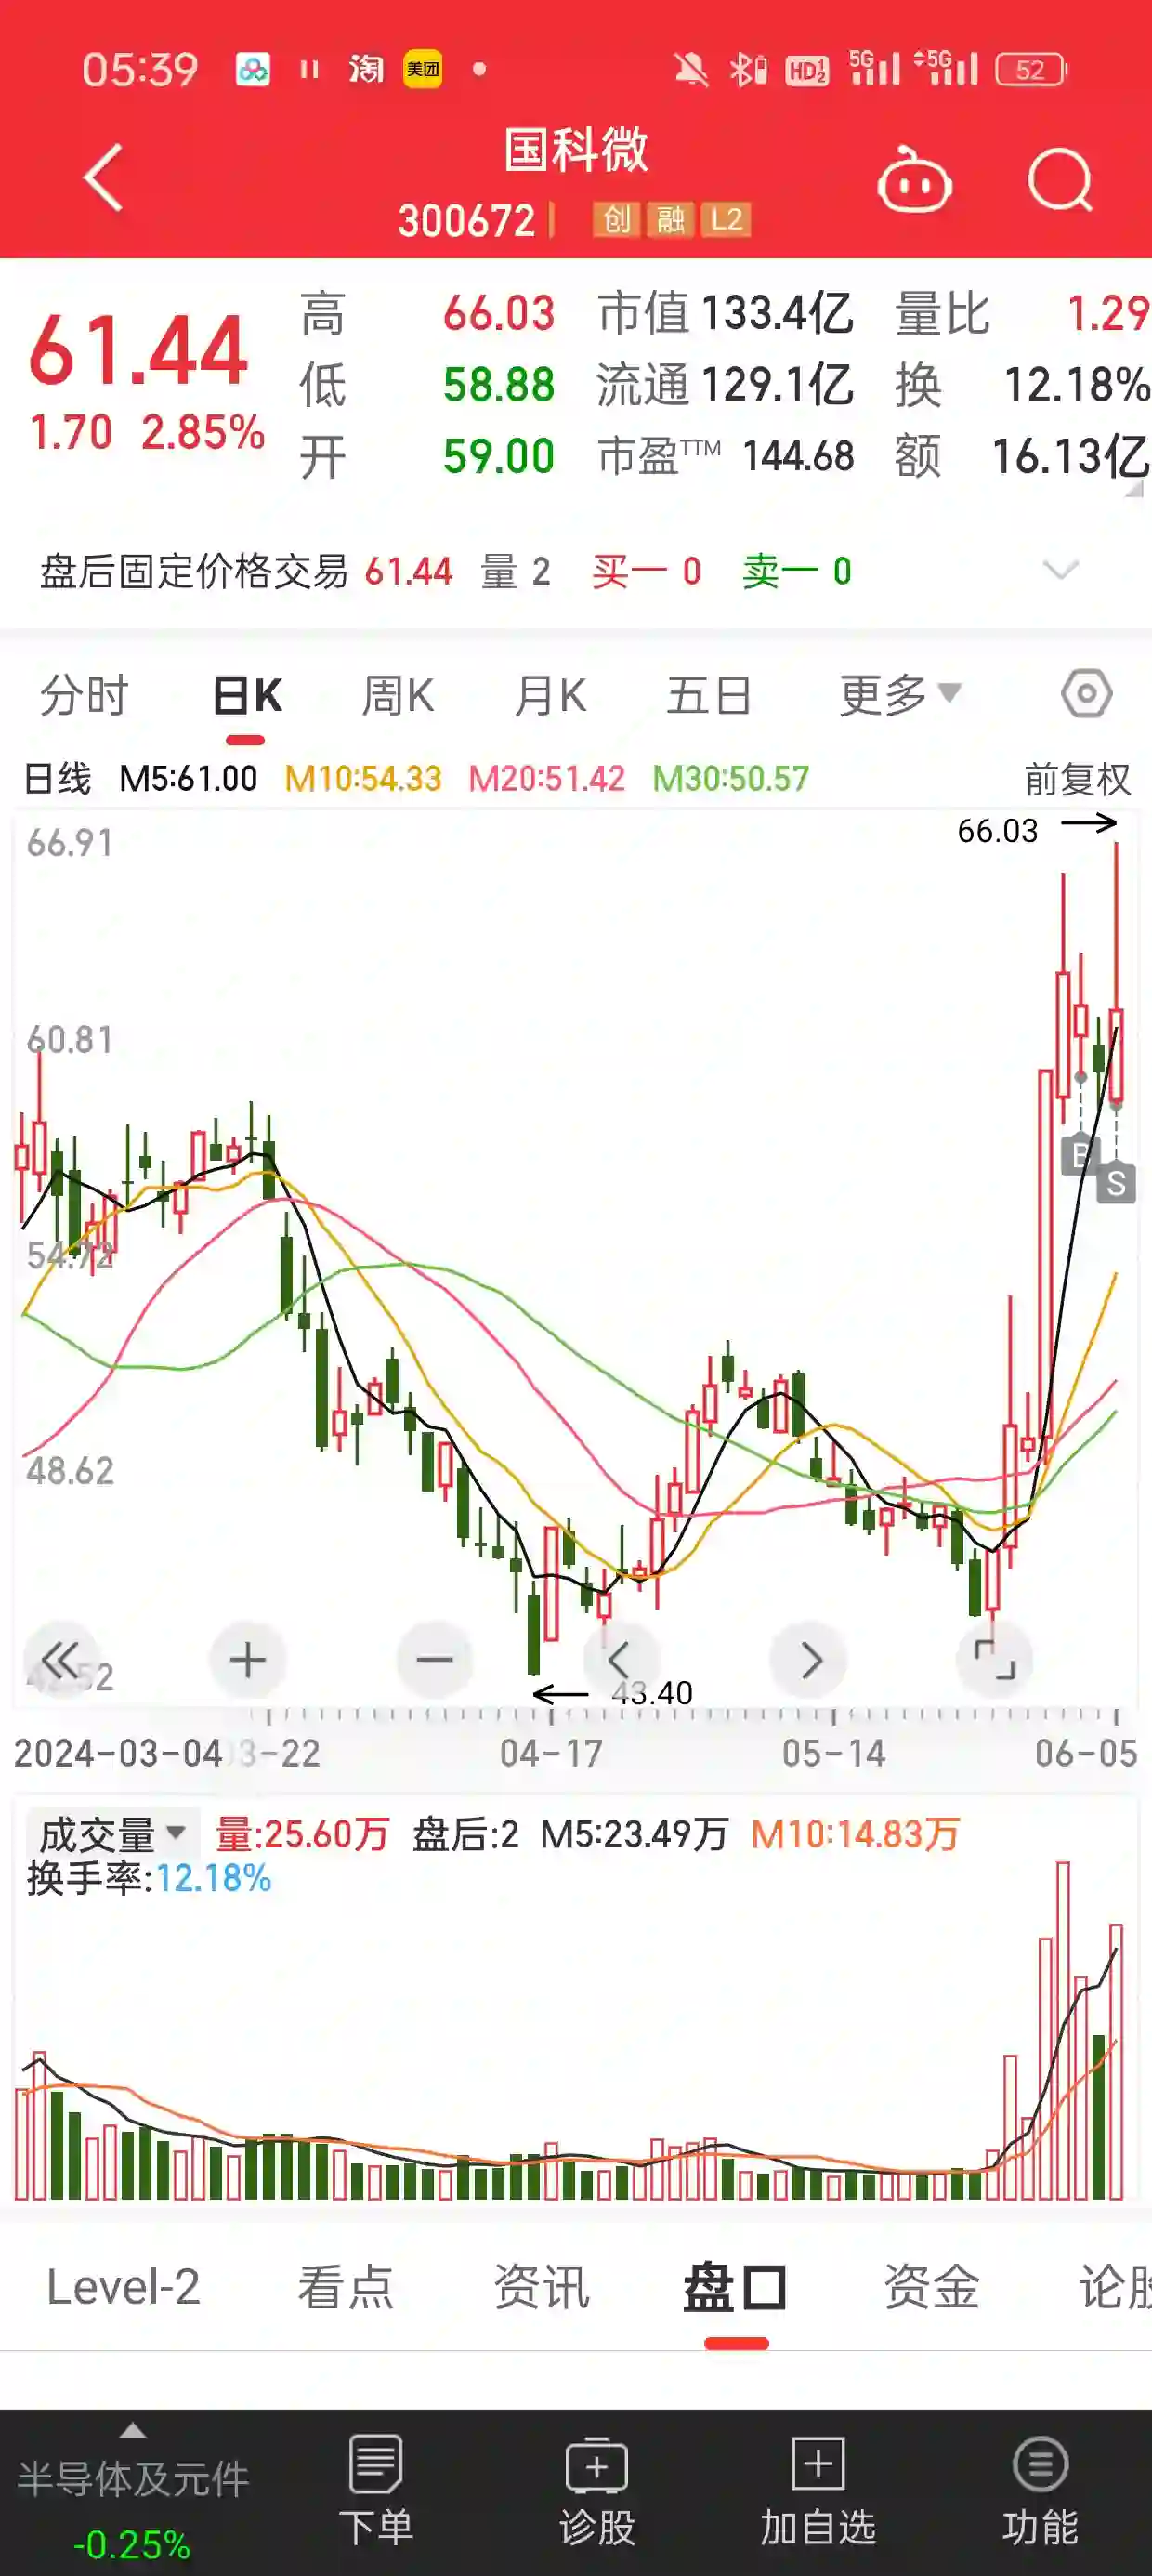 05:39 淘 美团 HD 1 2 5G 5G 52
国科微
300672 创 融 L2
61.44
1.70 2.85%
高 66.03 市值 133.4亿 量比 1.29
低 58.88 流通 129.1亿 换 12.18%
开 59.00 市盈TTM 144.68 额 16.13亿
盘后固定价格交易 61.44 量 2 买一 0 卖一 0
分时 日K 周K 月K 五日 更多
日线 M5:61.00 M10:54.33 M20:51.42 M30:50.57 前复权
66.91
66.03
60.81
B
S
54.72
48.62
43.40
2024-03-04 3-22 04-17 05-14 06-05
成交量 量:25.60万 盘后:2 M5:23.49万 M10:14.83万
换手率:12.18%
Level-2 看点 资讯 盘口 资金 论股
半导体及元件
-0.25%
下单 诊股 加自选 功能